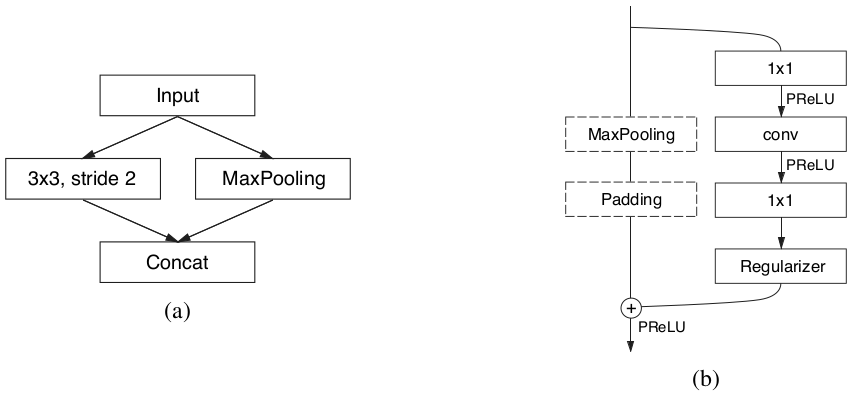 Input
3x3, stride 2
MaxPooling
Concat
(a)
1x1
PReLU
MaxPooling
conv
PReLU
Padding
1x1
Regularizer
+
PReLU
(b)